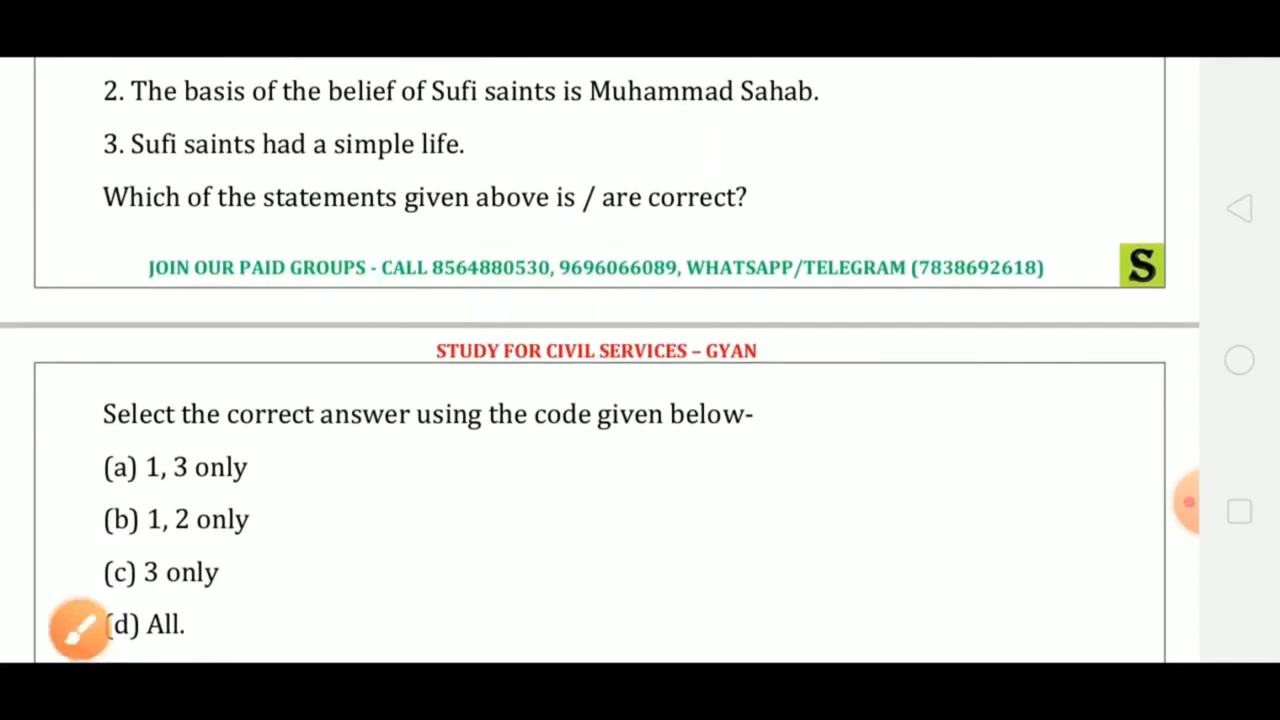 2. The basis of the belief of Sufi saints is Muhammad Sahab.
3. Sufi saints had a simple life.
Which of the statements given above is / are correct?
JOIN OUR PAID GROUPS - CALL 8564880530, 9696066089, WHATSAPP/TELEGRAM (7838692618)
S
STUDY FOR CIVIL SERVICES – GYAN
Select the correct answer using the code given below-
(a) 1, 3 only
(b) 1, 2 only
(c) 3 only
(d) All.